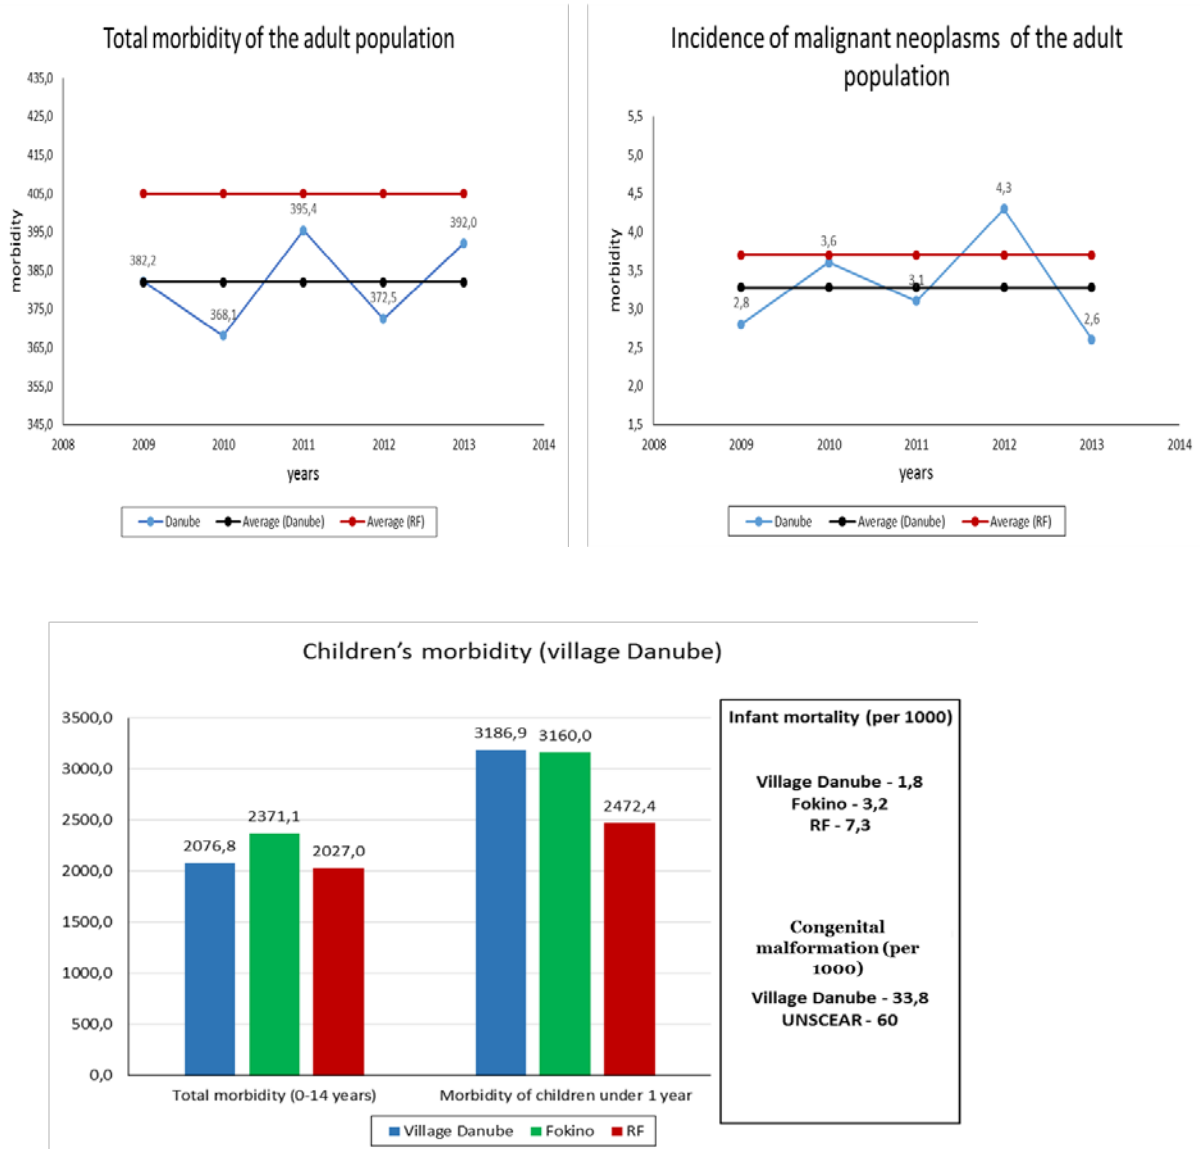 Total morbidity of the adult population
435,0
425,0
415,0
405,0
395,0
385,0
375,0
365,0
355,0
345,0
morbidity
382,2
368,1
395,4
372,5
392,0
2008 2009 2010 2011 2012 2013 2014
years
Danube Average (Danube) Average (RF)
Incidence of malignant neoplasms of the adult
population
5,5
5,0
4,5
4,0
3,5
3,0
2,5
2,0
1,5
morbidity
2,8
3,6
3,1
4,3
2,6
2008 2009 2010 2011 2012 2013 2014
years
Danube Average (Danube) Average (RF)
Children's morbidity (village Danube)
3500,0
3000,0
2500,0
2000,0
1500,0
1000,0
500,0
0,0
2076,8
2371,1
2027,0
3186,9
3160,0
2472,4
Total morbidity (0-14 years) Morbidity of children under 1 year
Village Danube Fokino RF
Infant mortality (per 1000)
Village Danube - 1,8
Fokino - 3,2
RF - 7,3
Congenital
malformation (per
1000)
Village Danube - 33,8
UNSCEAR - 60